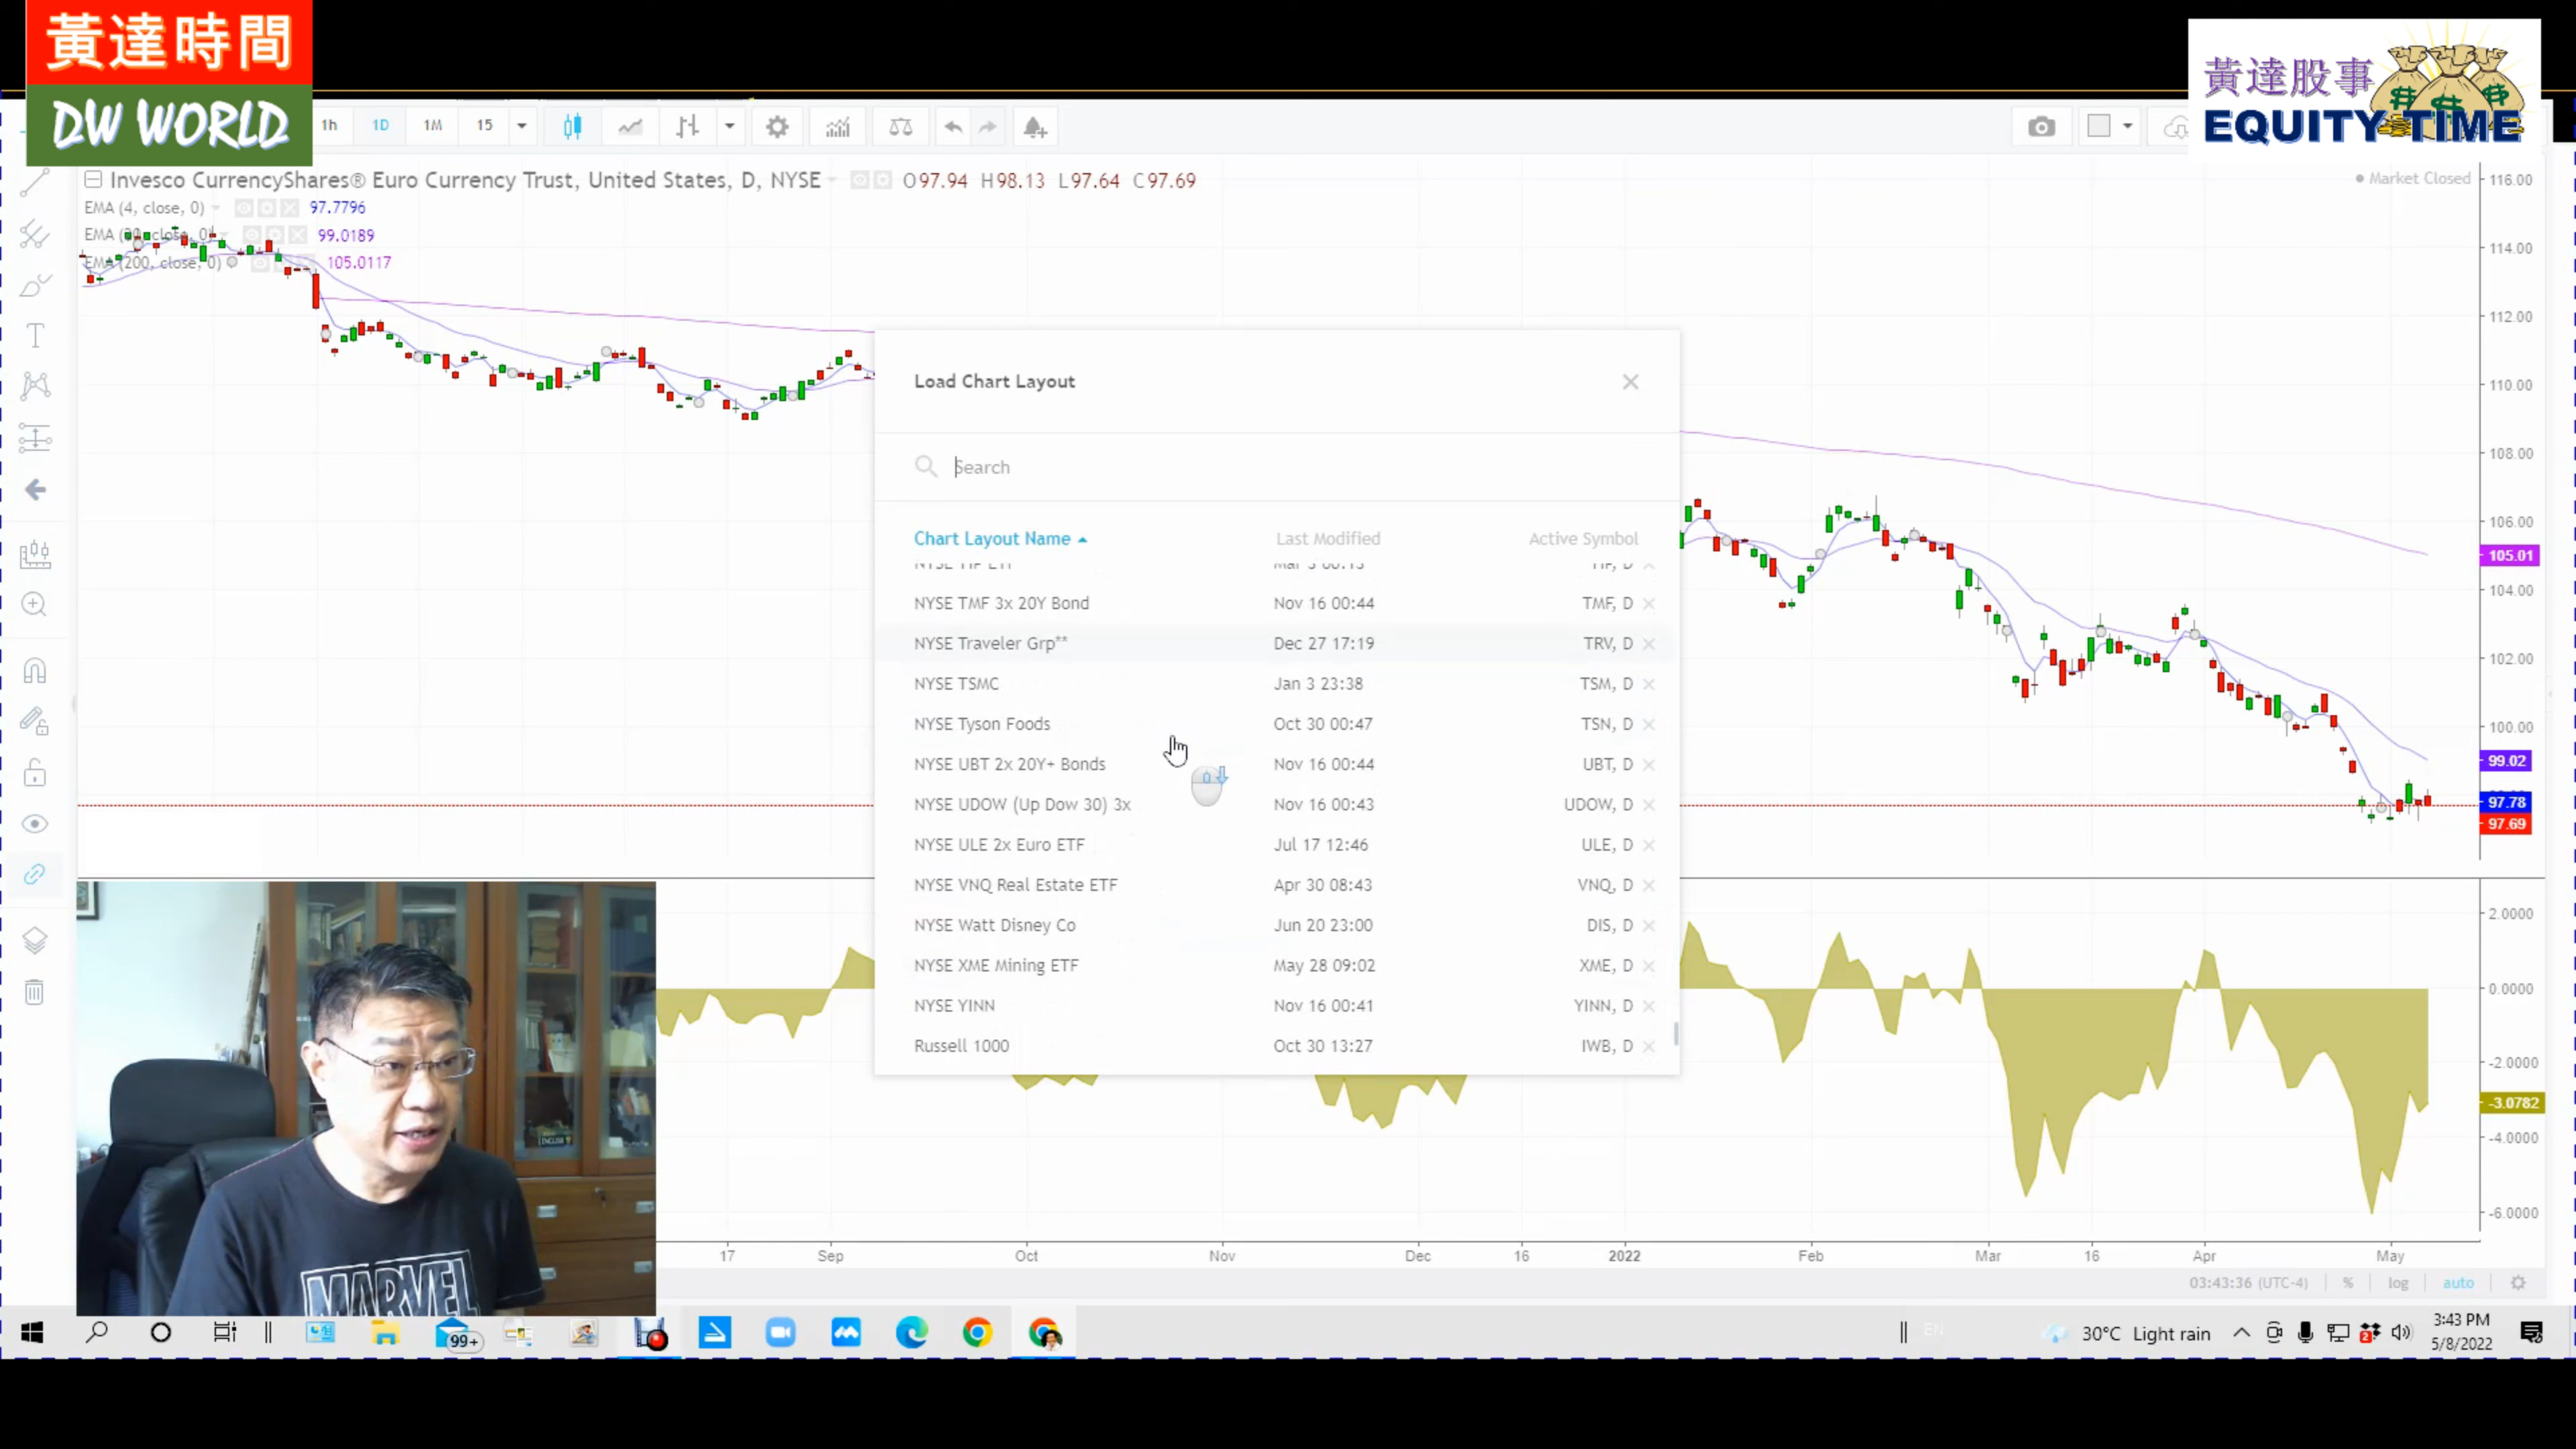 黃達時間
DW WORLD
黃達股事
EQUITY TIME
1h 1D 1M 15
Invesco CurrencyShares® Euro Currency Trust, United States, D, NYSE O97.94 H98.13 L97.64 C97.69
Market Closed
EMA (4, close, 0) 97.7796
EMA ( close, 0) 99.0189
EMA (200, close, 0) 105.0117
116.00
114.00
112.00
110.00
108.00
106.00
105.01
104.00
102.00
100.00
99.02
97.78
97.69
Load Chart Layout
Search
Chart Layout Name Last Modified Active Symbol
NYSE TMF 3x 20Y Bond Nov 16 00:44 TMF, D
NYSE Traveler Grp** Dec 27 17:19 TRV, D
NYSE TSMC Jan 3 23:38 TSM, D
NYSE Tyson Foods Oct 30 00:47 TSN, D
NYSE UBT 2x 20Y+ Bonds Nov 16 00:44 UBT, D
NYSE UDOW (Up Dow 30) 3x Nov 16 00:43 UDOW, D
NYSE ULE 2x Euro ETF Jul 17 12:46 ULE, D
NYSE VNQ Real Estate ETF Apr 30 08:43 VNQ, D
NYSE Watt Disney Co Jun 20 23:00 DIS, D
NYSE XME Mining ETF May 28 09:02 XME, D
NYSE YINN Nov 16 00:41 YINN, D
Russell 1000 Oct 30 13:27 IWB, D
2.0000
0.0000
-2.0000
-3.0782
-4.0000
-6.0000
ENGLISH
MARVEL
17 Sep Oct Nov Dec 16 2022 Feb Mar 16 Apr May
03:43:36 (UTC-4) % log auto
99+
30°C Light rain
2
3:43 PM
5/8/2022